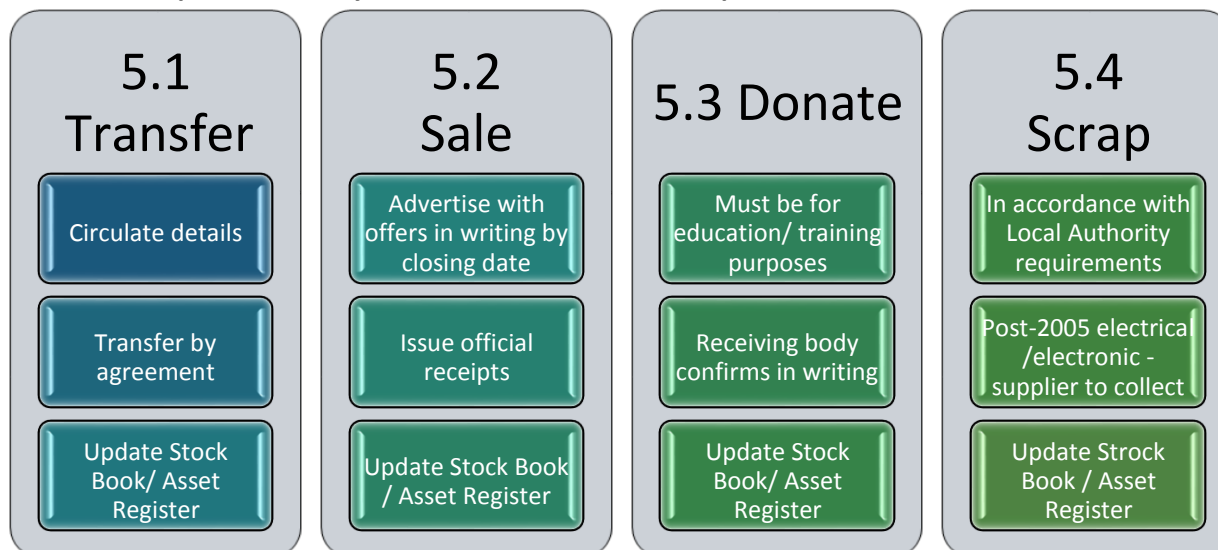 5.1
Transfer
Circulate details
Transfer by
agreement
Update Stock
Book/ Asset
Register
5.2
Sale
Advertise with
offers in writing by
closing date
Issue official
receipts
Update Stock Book
/ Asset Register
5.3 Donate
Must be for
education/ training
purposes
Receiving body
confirms in writing
Update Stock
Book/ Asset
Register
5.4
Scrap
In accordance with
Local Authority
requirements
Post-2005 electrical
/electronic -
supplier to collect
Update Strock
Book / Asset
Register